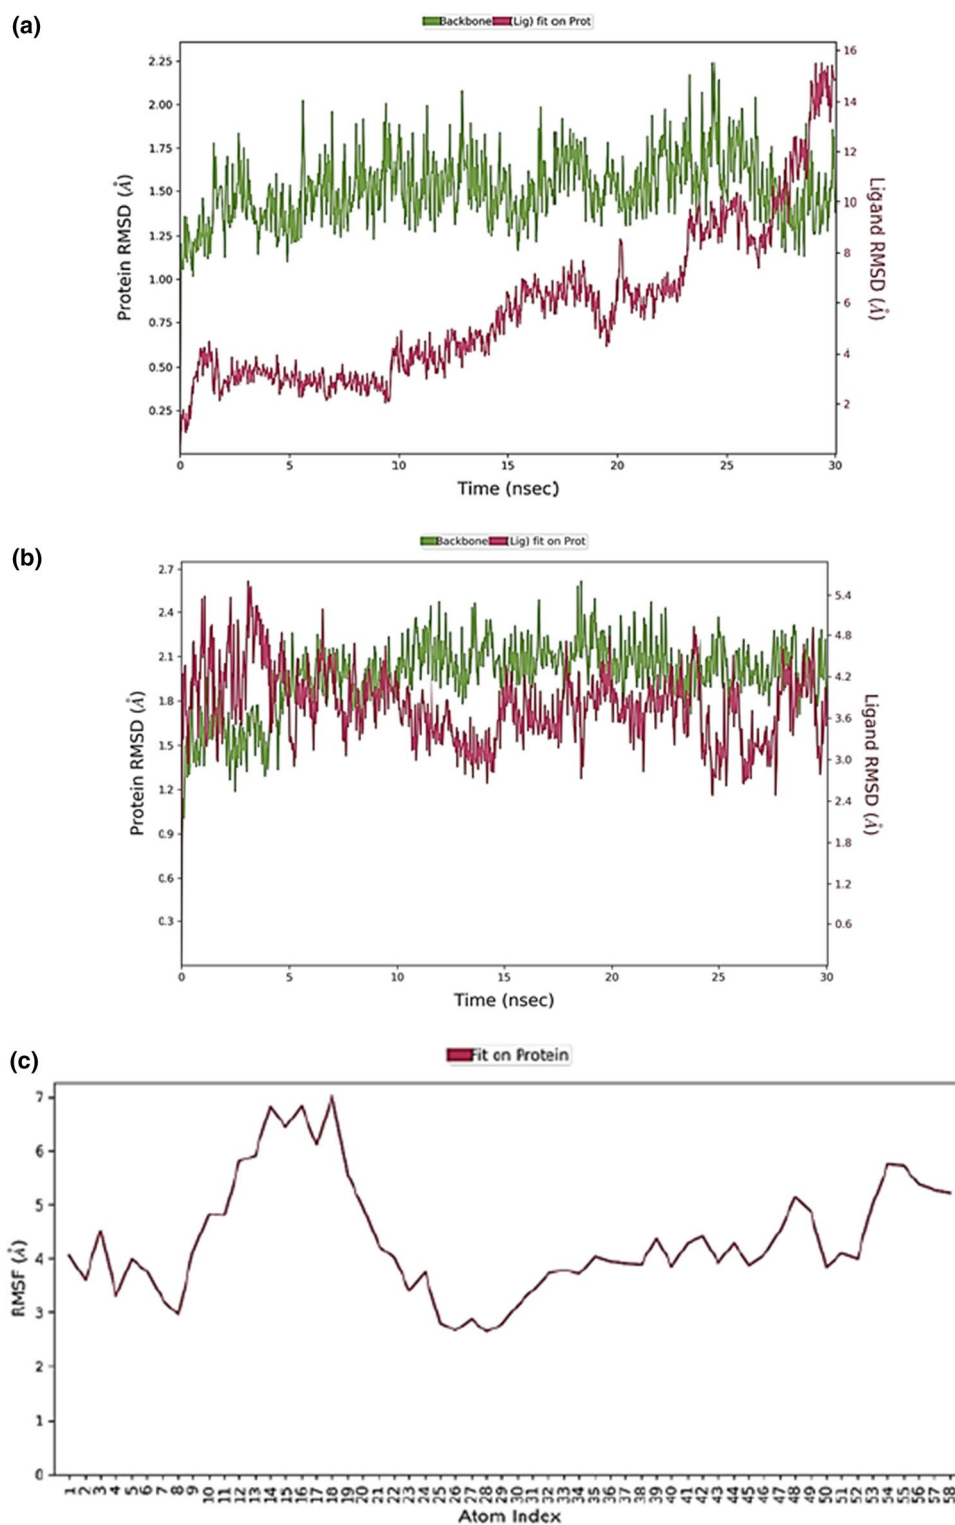 (a)
Backbone (Lig) fit on Prot
Protein RMSD (Å)
2.25
2.00
1.75
1.50
1.25
1.00
0.75
0.50
0.25
16
14
12
10
8
6
4
2
Ligand RMSD (Å)
0 5 10 15 20 25 30
Time (nsec)
(b)
Backbone (Lig) fit on Prot
Protein RMSD (Å)
2.7
2.4
2.1
1.8
1.5
1.2
0.9
0.6
0.3
5.4
4.8
4.2
3.6
3.0
2.4
1.8
1.2
0.6
Ligand RMSD (Å)
0 5 10 15 20 25 30
Time (nsec)
(c)
Fit on Protein
RMSF (Å)
7
6
5
4
3
2
1
0
1 2 3 4 5 6 7 8 9 10 11 12 13 14 15 16 17 18 19 20 21 22 23 24 25 26 27 28 29 30 31 32 33 34 35 36 37 38 39 40 41 42 43 44 45 46 47 48 49 50 51 52 53 54 55 56 57 58
Atom Index